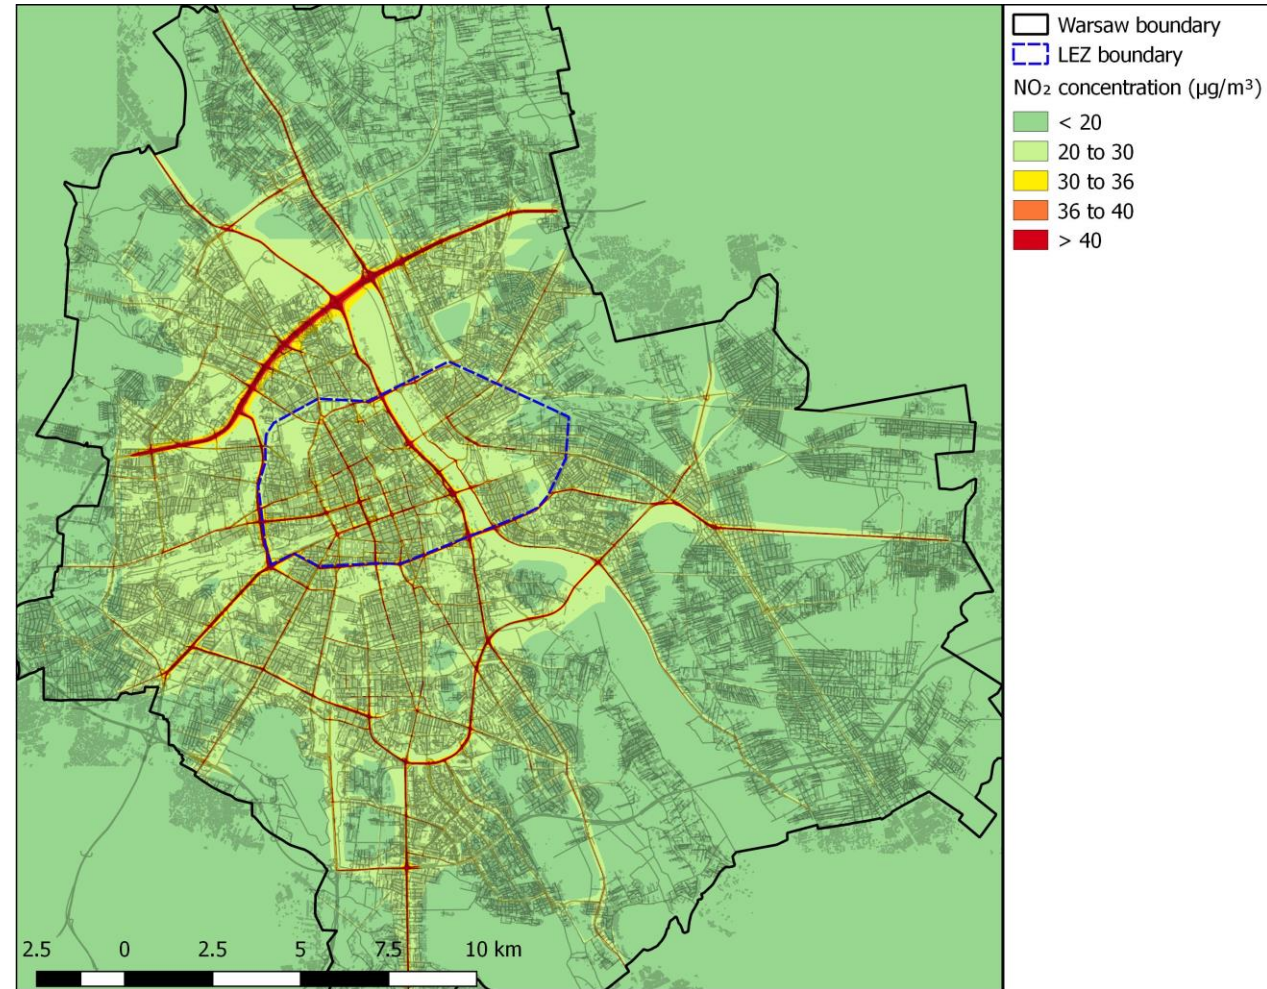 Warsaw boundary
LEZ boundary
NO₂ concentration (µg/m³)
< 20
20 to 30
30 to 36
36 to 40
> 40
2.5 0 2.5 5 7.5 10 km